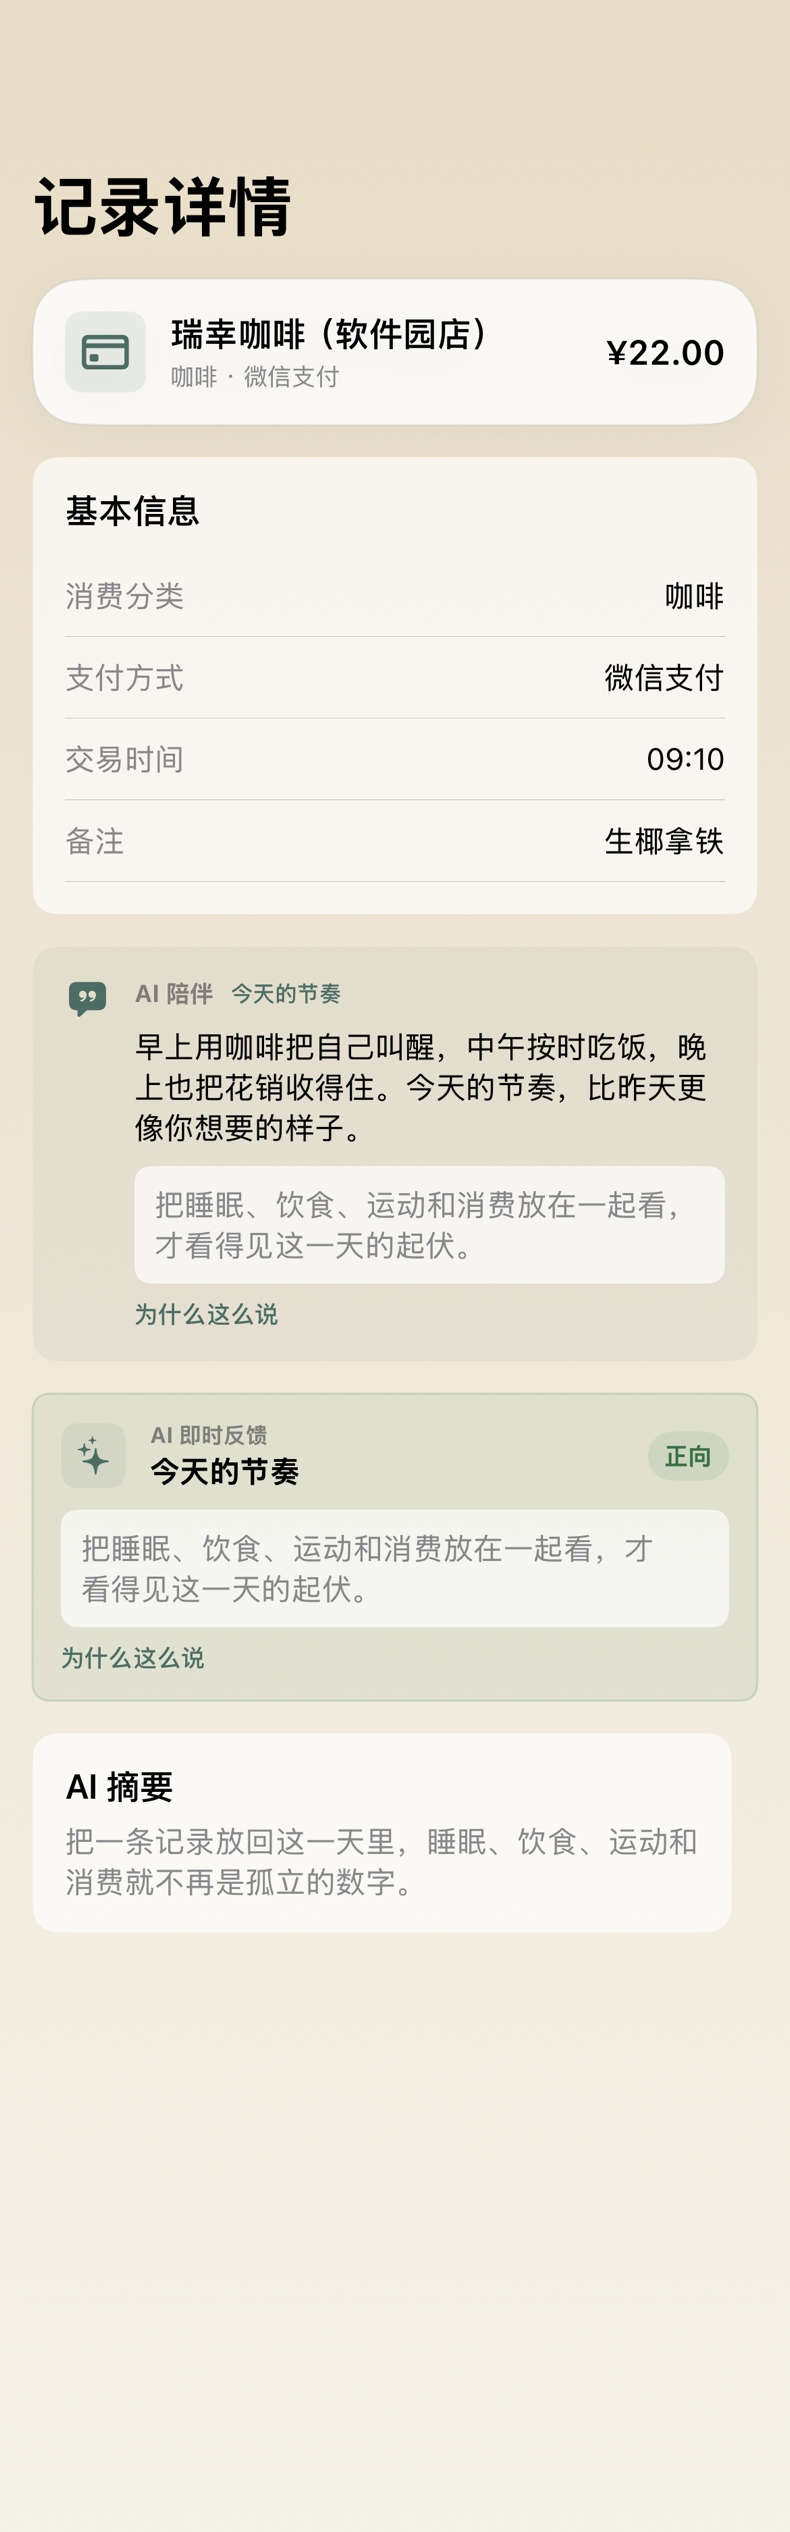 记录详情
瑞幸咖啡（软件园店）
咖啡 · 微信支付
¥22.00
基本信息
消费分类 咖啡
支付方式 微信支付
交易时间 09:10
备注 生椰拿铁
AI 陪伴 今天的节奏
早上用咖啡把自己叫醒，中午按时吃饭，晚
上也把花销收得住。今天的节奏，比昨天更
像你想要的样子。
把睡眠、饮食、运动和消费放在一起看，
才看得见这一天的起伏。
为什么这么说
AI 即时反馈
今天的节奏
正向
把睡眠、饮食、运动和消费放在一起看，才
看得见这一天的起伏。
为什么这么说
AI 摘要
把一条记录放回这一天里，睡眠、饮食、运动和
消费就不再是孤立的数字。